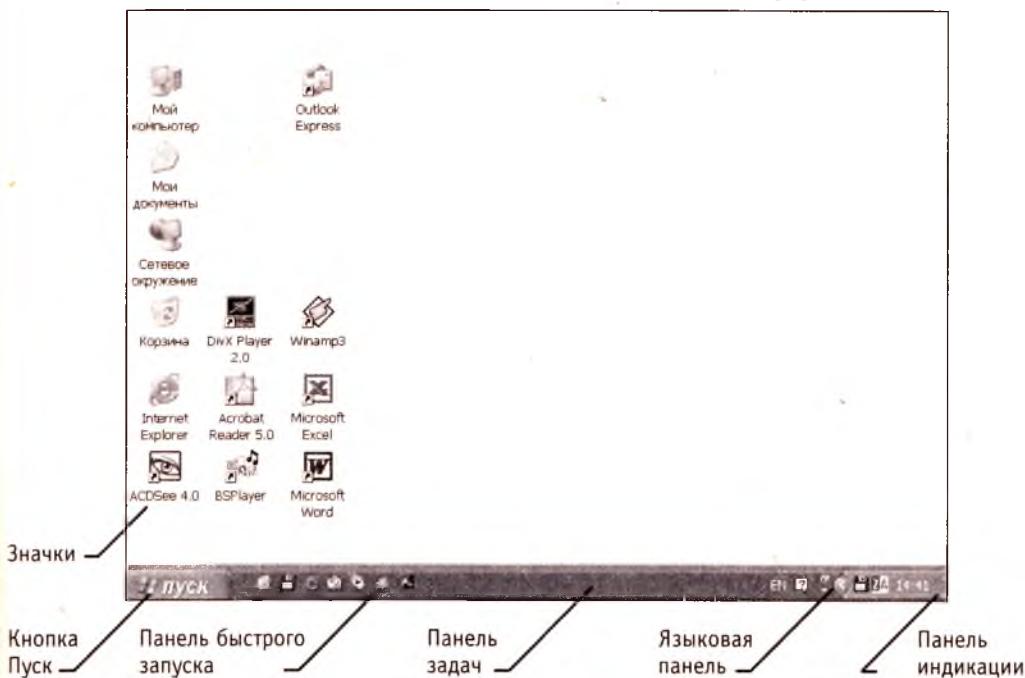 Мой
компьютер
Outlook
Express
Мои
документы
Сетевое
окружение
Корзина
DivX Player
2.0
Winamp3
Internet
Explorer
Acrobat
Reader 5.0
Microsoft
Excel
ACDSee 4.0
BSPlayer
Microsoft
Word
Значки
пуск
EN
14:41
Кнопка
Пуск
Панель быстрого
запуска
Панель
задач
Языковая
панель
Панель
индикации